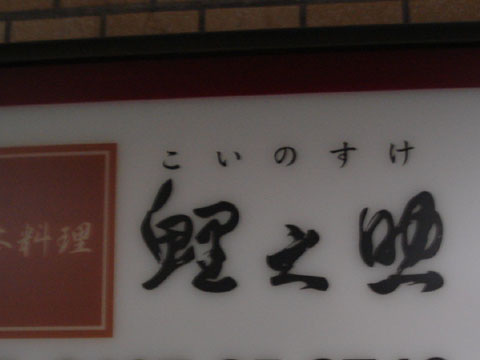 こいのすけ
鯉之助
本料理